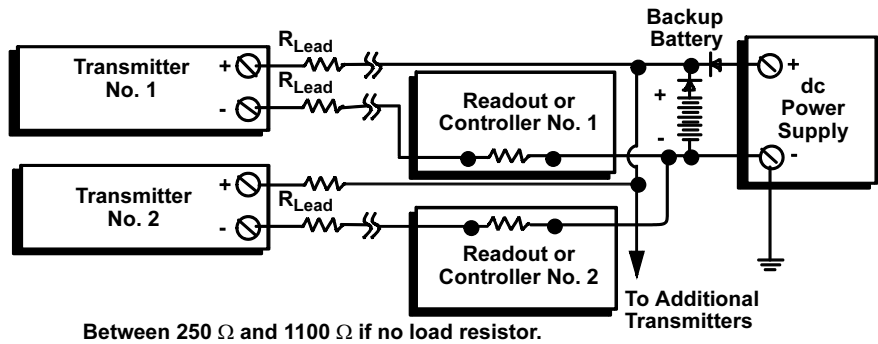 Backup
Battery
R_Lead
Transmitter
No. 1
+
-
R_Lead
Readout or
Controller No. 1
+
-
+
dc
Power
Supply
-
Transmitter
No. 2
+
-
R_Lead
Readout or
Controller No. 2
To Additional
Transmitters
Between 250 Ω and 1100 Ω if no load resistor.